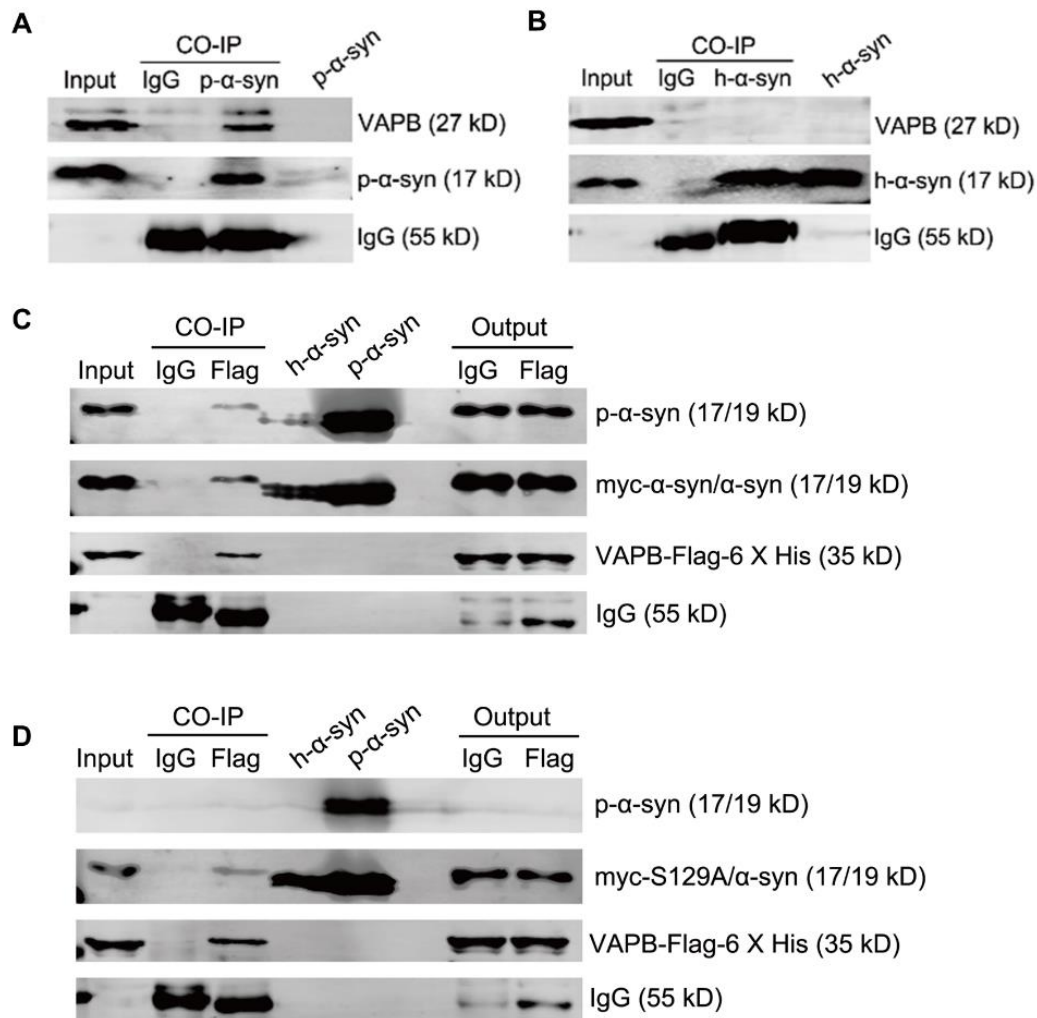 A
CO-IP
Input IgG p-α-syn p-α-syn
VAPB (27 kD)
p-α-syn (17 kD)
IgG (55 kD)
B
CO-IP
Input IgG h-α-syn h-α-syn
VAPB (27 kD)
h-α-syn (17 kD)
IgG (55 kD)
C
CO-IP h-α-syn p-α-syn Output
Input IgG Flag IgG Flag
p-α-syn (17/19 kD)
myc-α-syn/α-syn (17/19 kD)
VAPB-Flag-6 X His (35 kD)
IgG (55 kD)
D
CO-IP h-α-syn p-α-syn Output
Input IgG Flag IgG Flag
p-α-syn (17/19 kD)
myc-S129A/α-syn (17/19 kD)
VAPB-Flag-6 X His (35 kD)
IgG (55 kD)